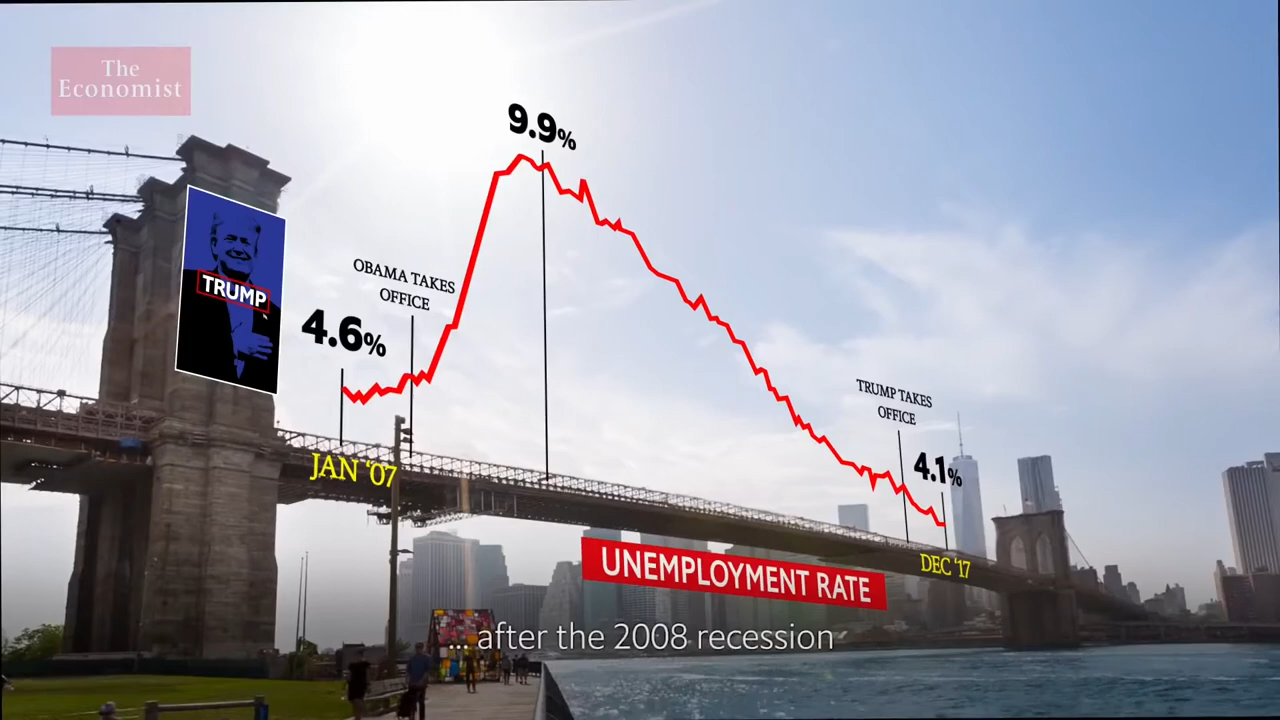 The
Economist
9.9%
OBAMA TAKES
OFFICE
TRUMP
4.6%
TRUMP TAKES
OFFICE
4.1%
JAN ‘07
DEC ‘17
UNEMPLOYMENT RATE
... after the 2008 recession